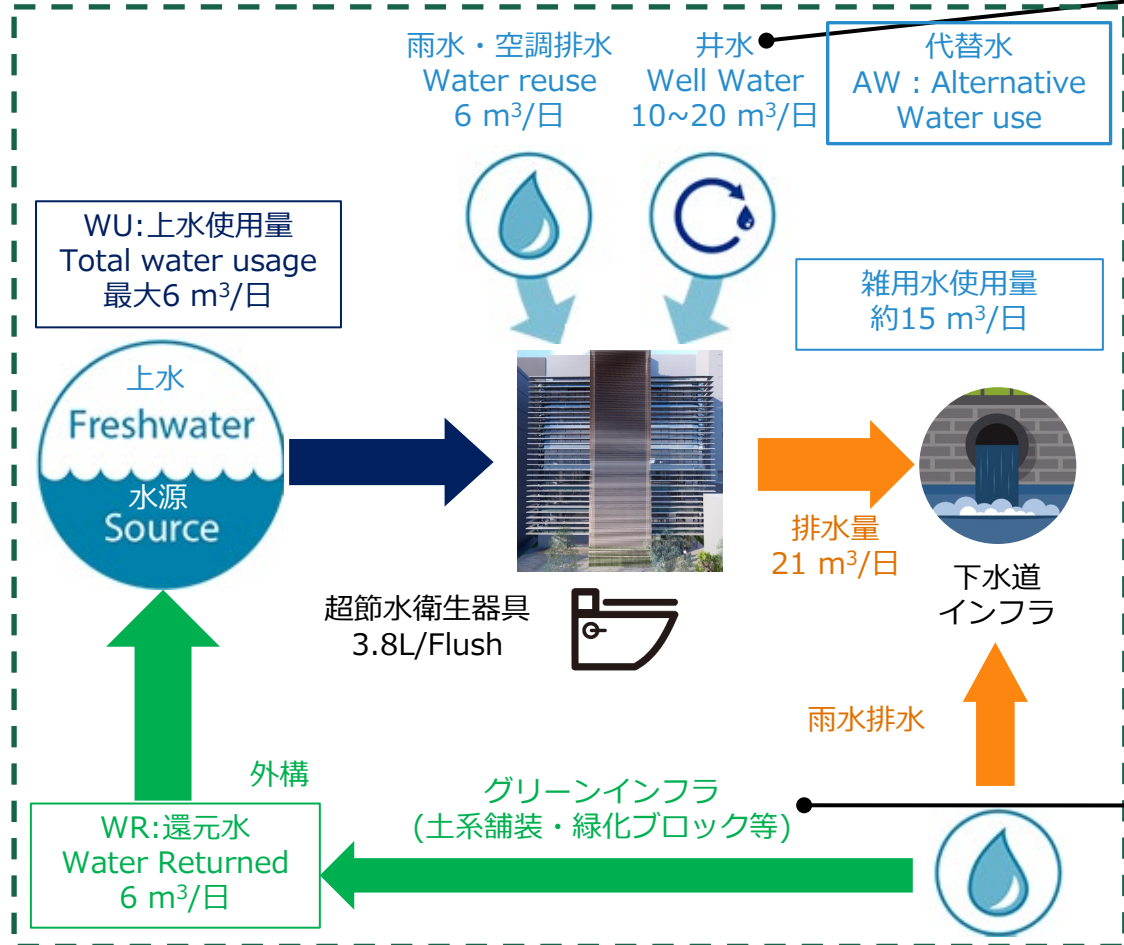 雨水・空調排水
Water reuse
6 m³/日
井水
Well Water
10~20 m³/日
代替水
AW : Alternative
Water use
WU:上水使用量
Total water usage
最大6 m³/日
雑用水使用量
約15 m³/日
上水
Freshwater
水源
Source
排水量
21 m³/日
超節水衛生器具
3.8L/Flush
下水道
インフラ
雨水排水
外構
グリーンインフラ
(土系舗装・緑化ブロック等)
WR:還元水
Water Returned
6 m³/日